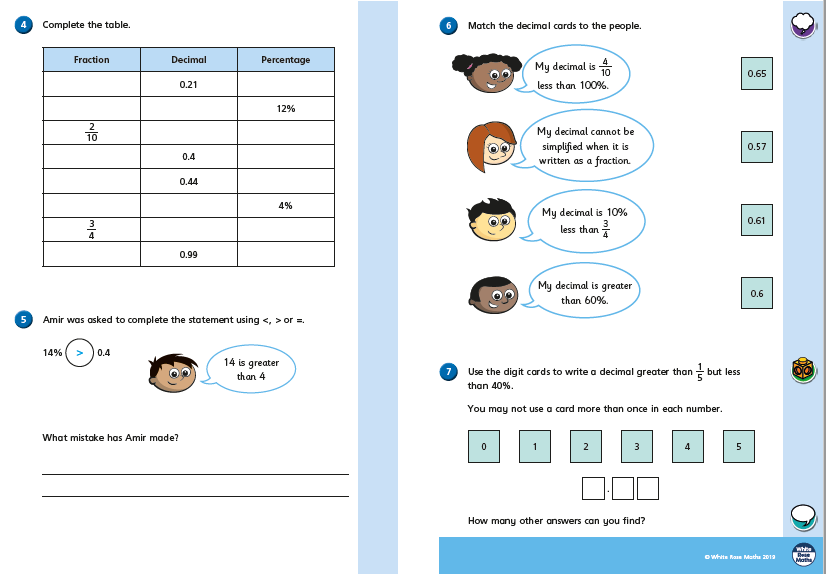 4 Complete the table.
Fraction Decimal Percentage
0.21
12%
2/10
0.4
0.44
4%
3/4
0.99
5 Amir was asked to complete the statement using <, > or =.
14% > 0.4
14 is greater
than 4
What mistake has Amir made?
6 Match the decimal cards to the people.
My decimal is 4/10
less than 100%.
0.65
My decimal cannot be
simplified when it is
written as a fraction.
0.57
My decimal is 10%
less than 3/4
0.61
My decimal is greater
than 60%.
0.6
7 Use the digit cards to write a decimal greater than 1/5 but less
than 40%.
You may not use a card more than once in each number.
0 1 2 3 4 5
.
How many other answers can you find?
© White Rose Maths 2019
White
Rose
Maths